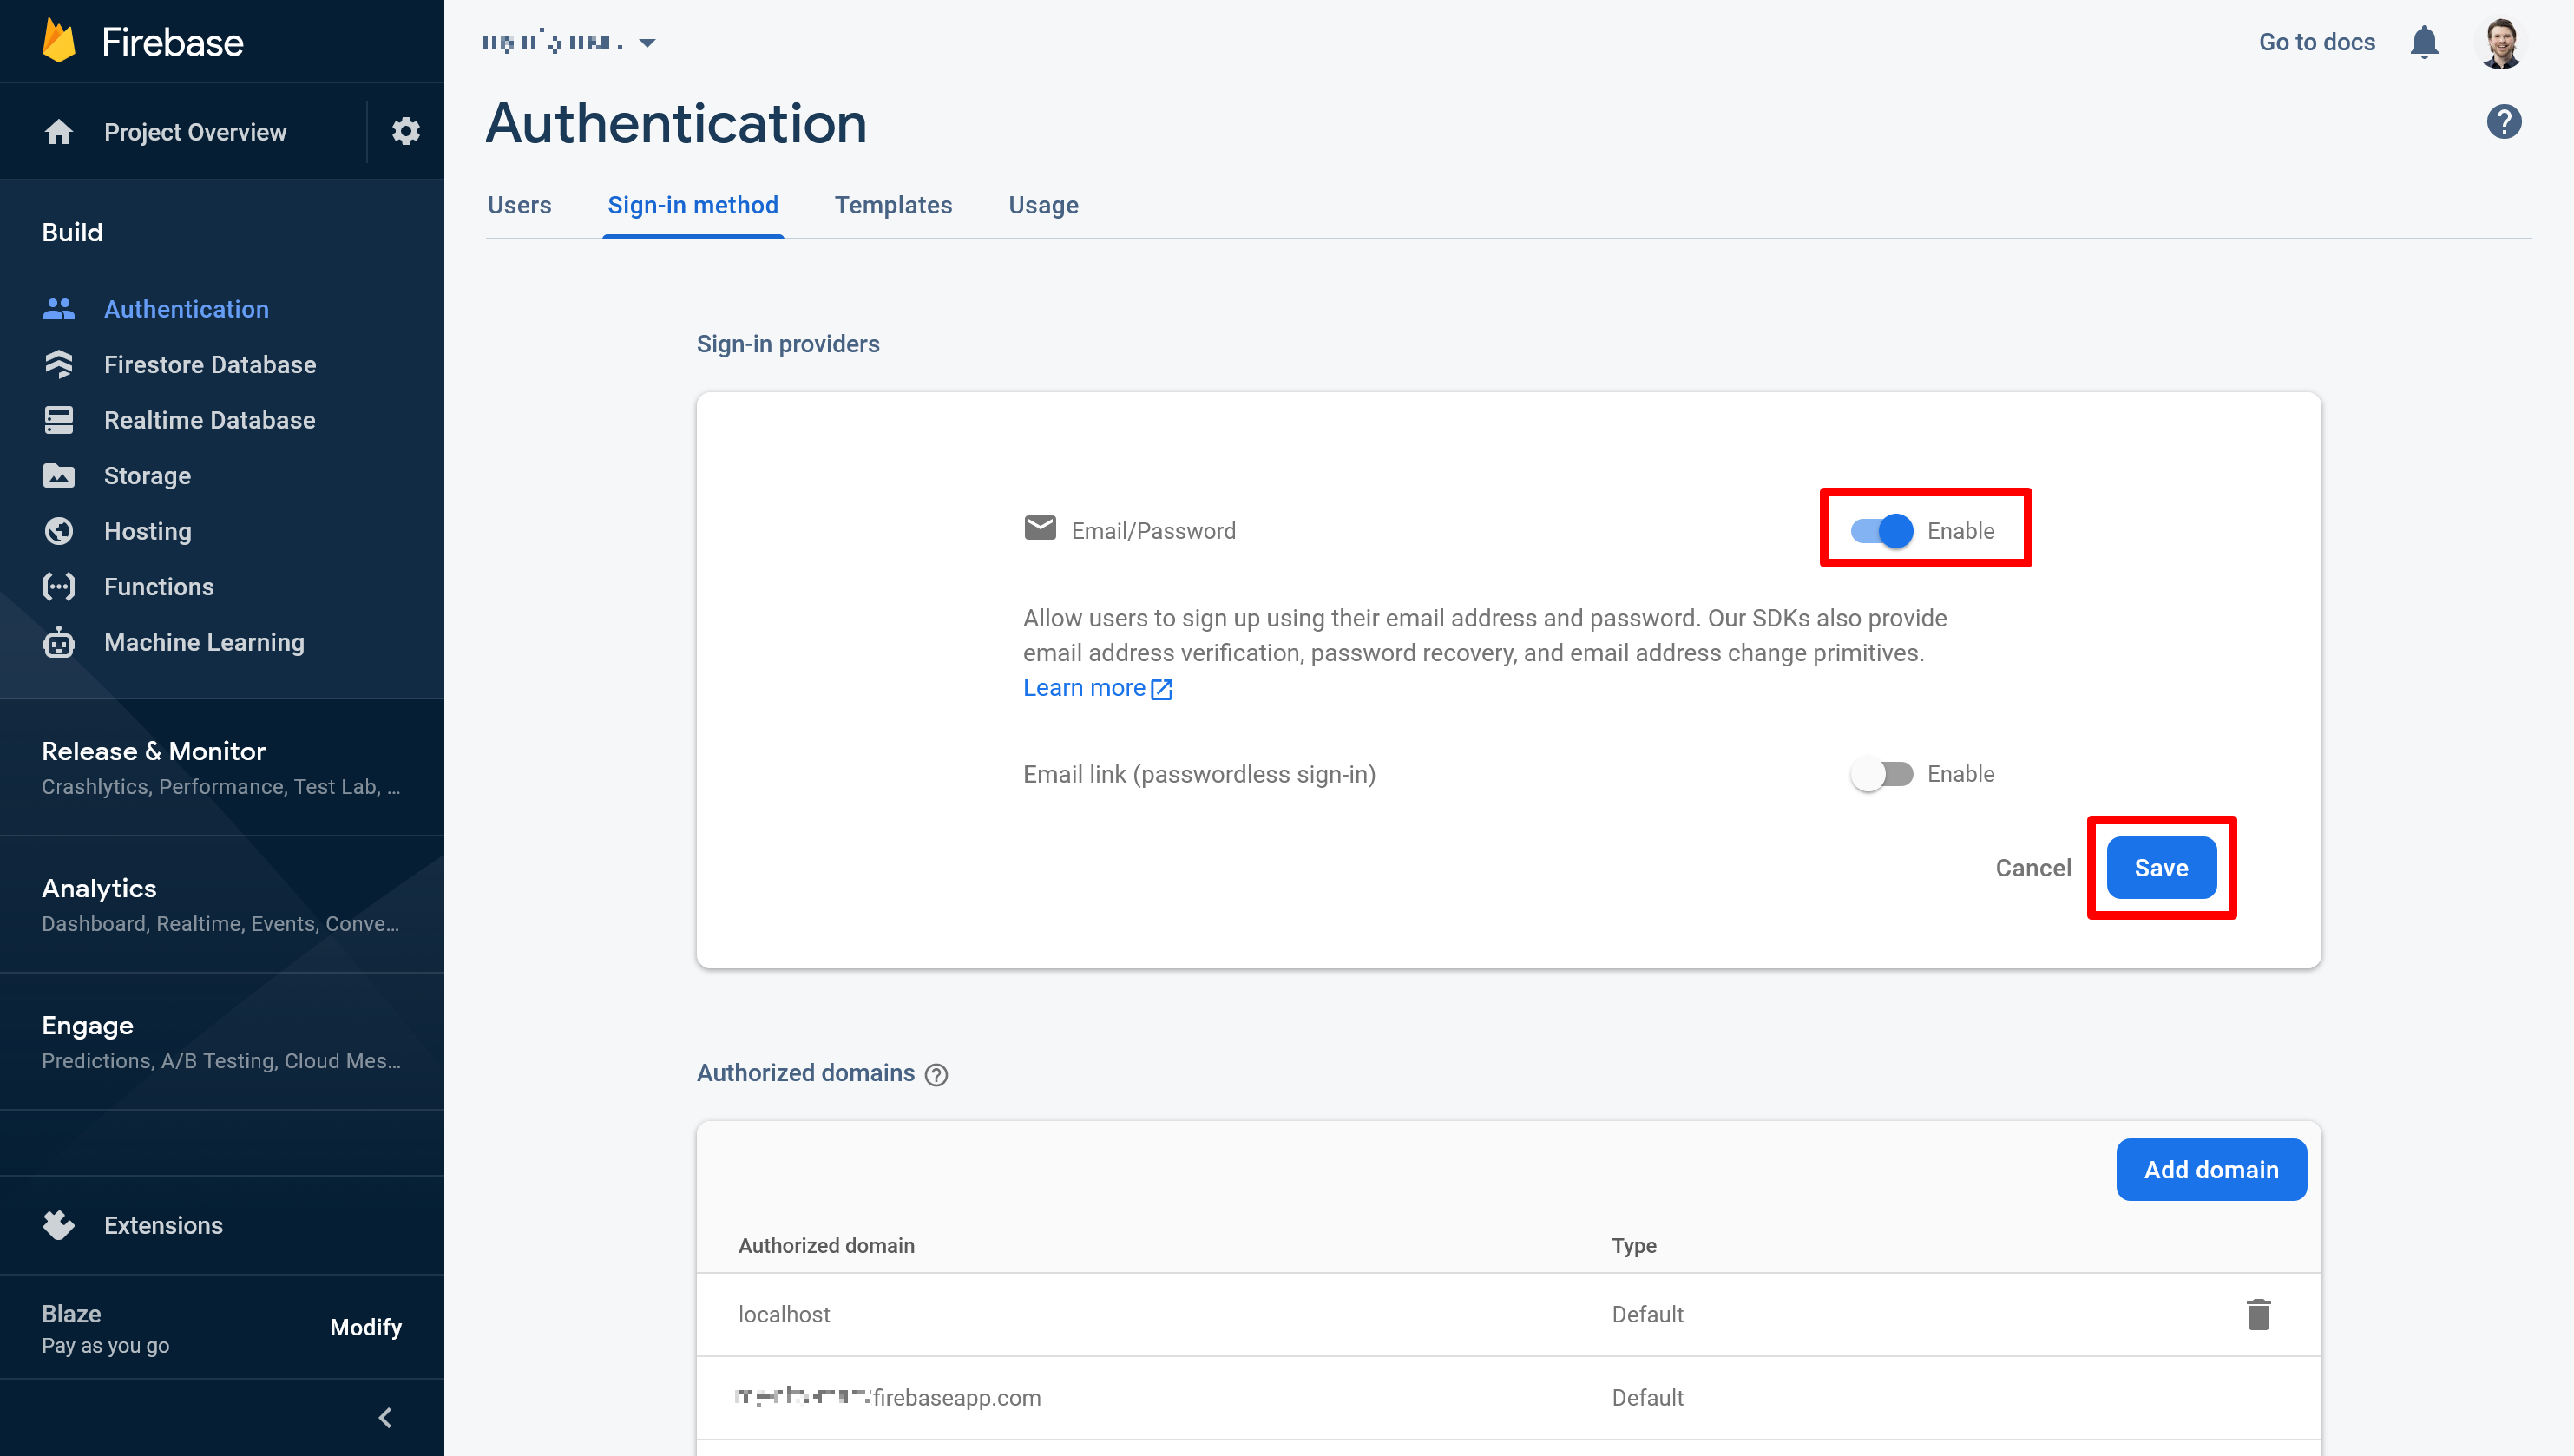 Firebase
Go to docs
Project Overview
Authentication
Users
Sign-in method
Templates
Usage
Build
Authentication
Firestore Database
Realtime Database
Storage
Hosting
Functions
Machine Learning
Release & Monitor
Crashlytics, Performance, Test Lab, ...
Analytics
Dashboard, Realtime, Events, Conve...
Engage
Predictions, A/B Testing, Cloud Mes...
Extensions
Blaze
Pay as you go
Modify
Sign-in providers
Email/Password
Enable
Allow users to sign up using their email address and password. Our SDKs also provide
email address verification, password recovery, and email address change primitives.
Learn more
Email link (passwordless sign-in)
Enable
Cancel
Save
Authorized domains
Add domain
Authorized domain
Type
localhost
Default
firebaseapp.com
Default